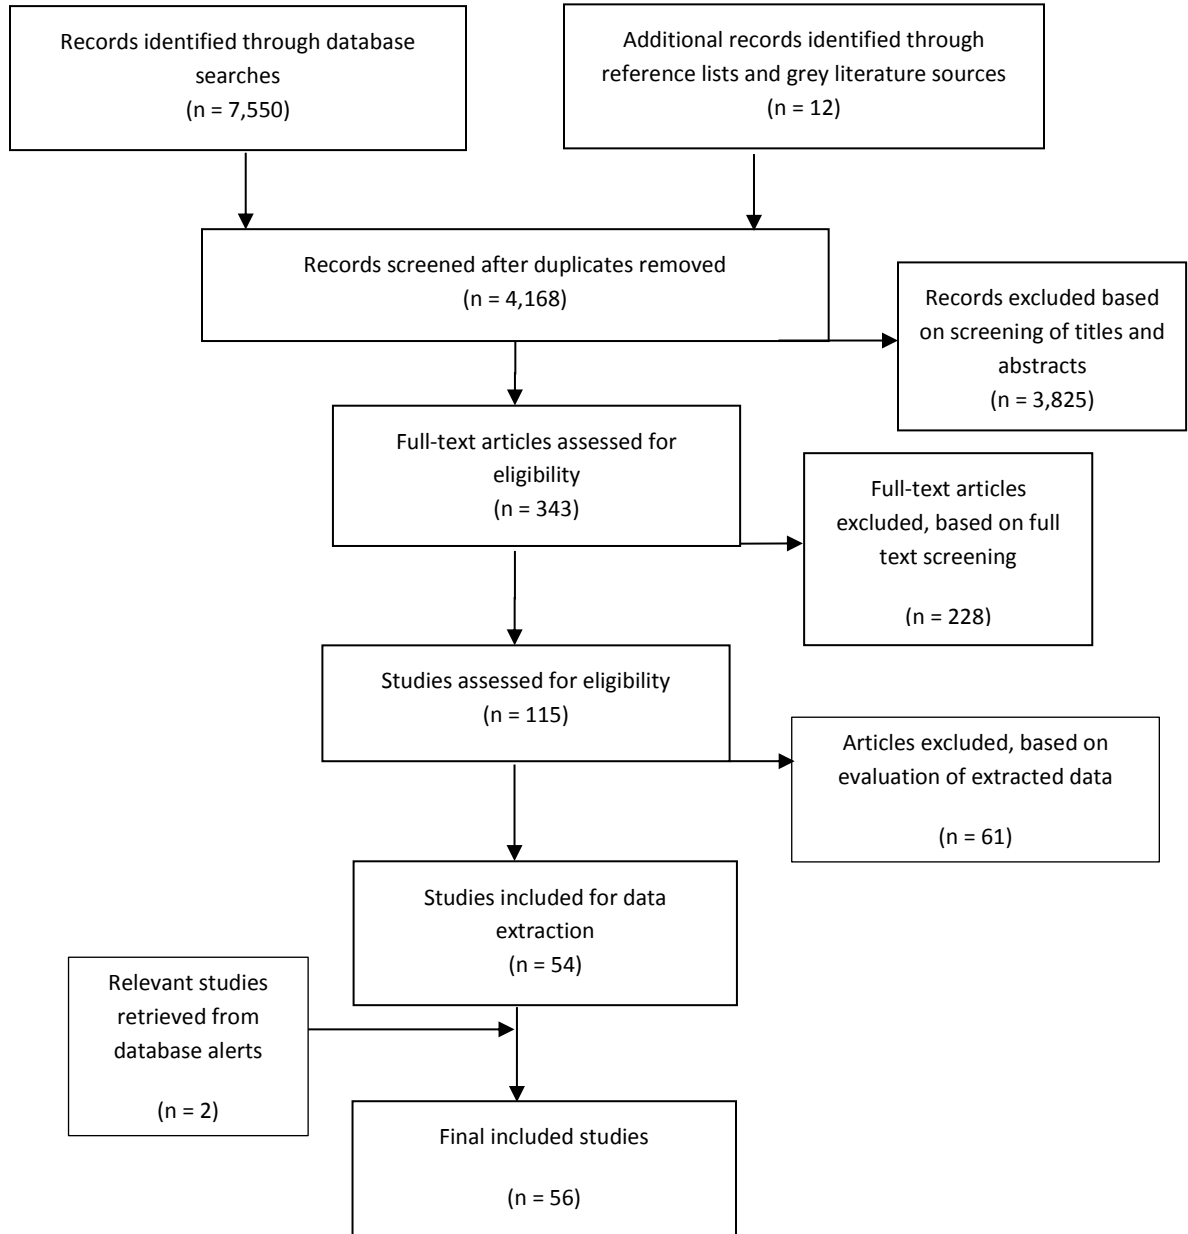 Records identified through database
searches
(n = 7,550)
Additional records identified through
reference lists and grey literature sources
(n = 12)
Records screened after duplicates removed
(n = 4,168)
Records excluded based
on screening of titles and
abstracts
(n = 3,825)
Full-text articles assessed for
eligibility
(n = 343)
Full-text articles
excluded, based on full
text screening
(n = 228)
Studies assessed for eligibility
(n = 115)
Articles excluded, based on
evaluation of extracted data
(n = 61)
Studies included for data
extraction
(n = 54)
Relevant studies
retrieved from
database alerts
(n = 2)
Final included studies
(n = 56)